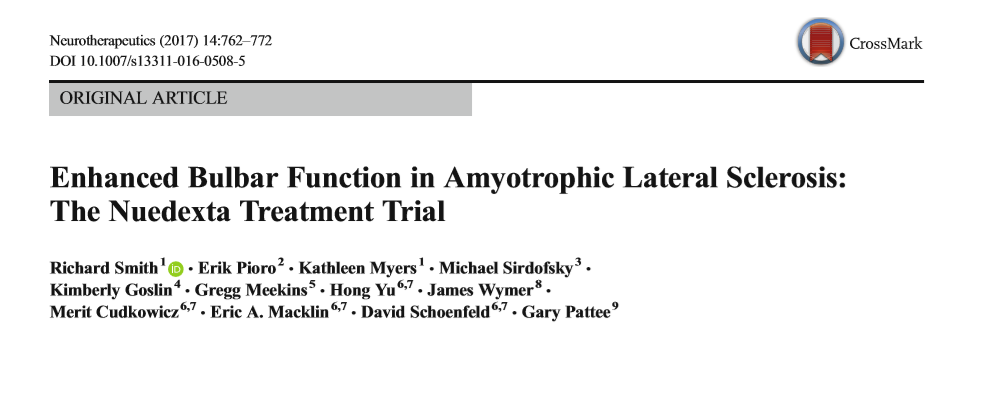 Neurotherapeutics (2017) 14:762–772
DOI 10.1007/s13311-016-0508-5
CrossMark
ORIGINAL ARTICLE
Enhanced Bulbar Function in Amyotrophic Lateral Sclerosis:
The Nuedexta Treatment Trial
Richard Smith 1 iD · Erik Pioro 2 · Kathleen Myers 1 · Michael Sirdofsky 3 ·
Kimberly Goslin 4 · Gregg Meekins 5 · Hong Yu 6,7 · James Wymer 8 ·
Merit Cudkowicz 6,7 · Eric A. Macklin 6,7 · David Schoenfeld 6,7 · Gary Pattee 9